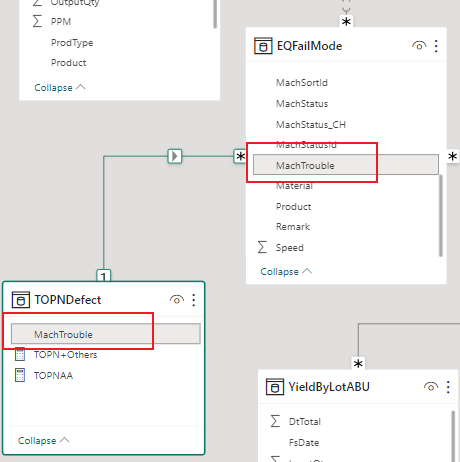 OutputQty
PPM
ProdType
Product
Collapse
EQFailMode
MachSortId
MachStatus
MachStatus_CH
MachStatusId
MachTrouble
Material
Product
Remark
Speed
Collapse
1
TOPNDefect
MachTrouble
TOPN+Others
TOPNAA
Collapse
YieldByLotABU
DtTotal
FsDate